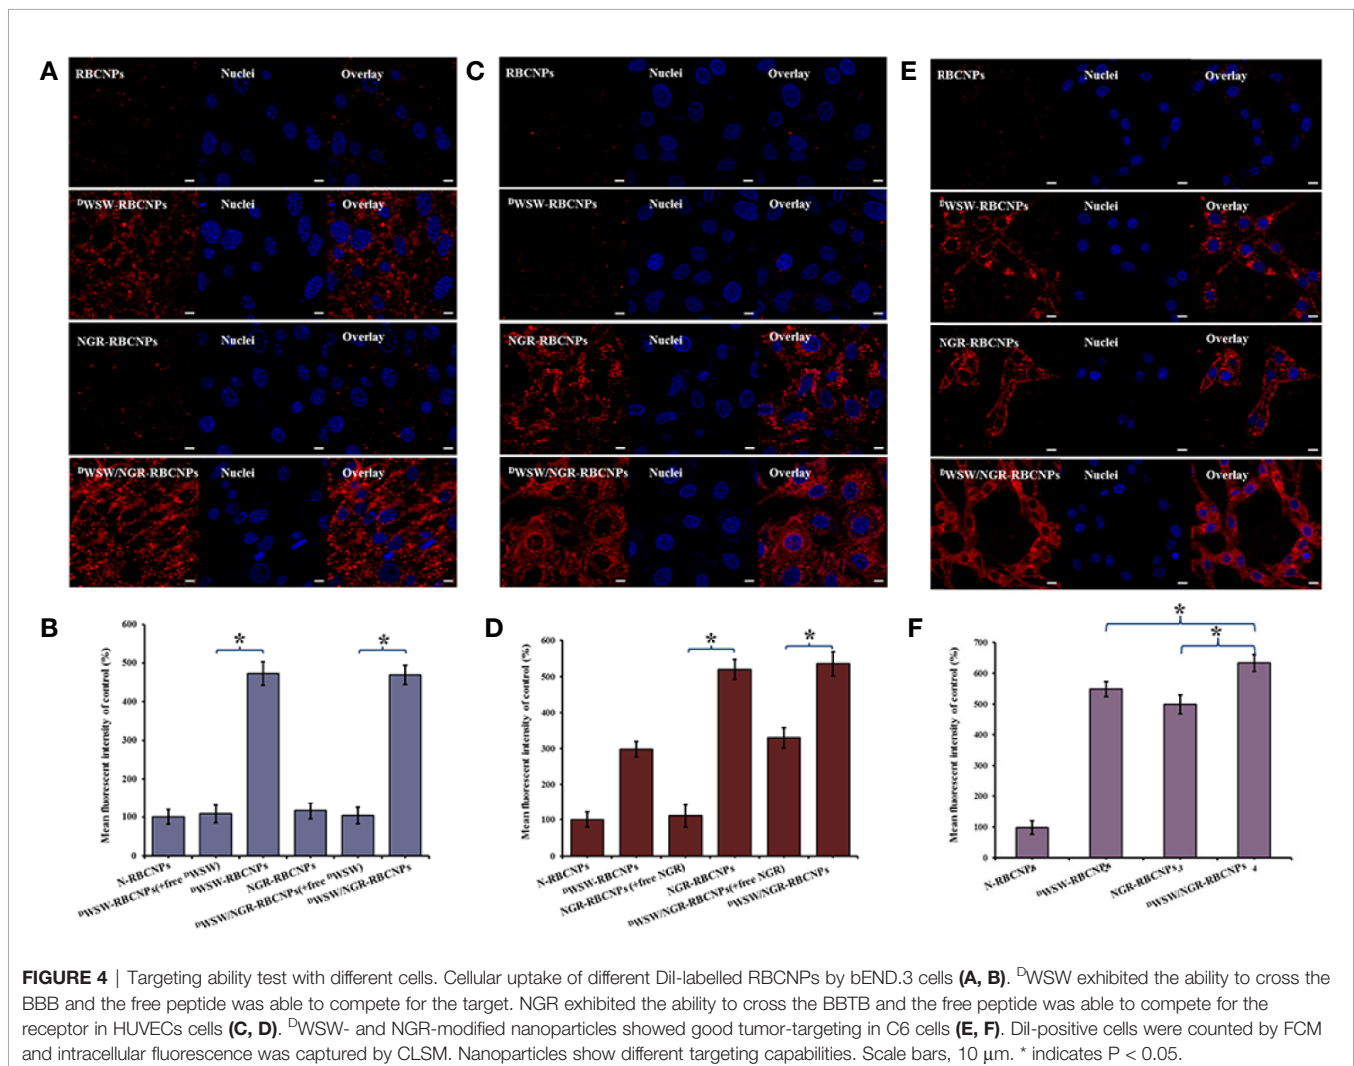 A
RBCNPs Nuclei Overlay
ᴰWSW-RBCNPs Nuclei Overlay
NGR-RBCNPs Nuclei Overlay
ᴰWSW/NGR-RBCNPs Nuclei Overlay
C
RBCNPs Nuclei Overlay
ᴰWSW-RBCNPs Nuclei Overlay
NGR-RBCNPs Nuclei Overlay
ᴰWSW/NGR-RBCNPs Nuclei Overlay
E
RBCNPs Nuclei Overlay
ᴰWSW-RBCNPs Nuclei Overlay
NGR-RBCNPs Nuclei Overlay
ᴰWSW/NGR-RBCNPs Nuclei Overlay
B
Mean fluorescent intensity of control (%)
600
500
400
300
200
100
0
* *
N-RBCNPs
ᴰWSW-RBCNPs(+free ᴰWSW)
ᴰWSW-RBCNPs
NGR-RBCNPs
ᴰWSW/NGR-RBCNPs(+free ᴰWSW)
ᴰWSW/NGR-RBCNPs
D
Mean fluorescent intensity of control (%)
600
500
400
300
200
100
0
* *
N-RBCNPs
ᴰWSW-RBCNPs
NGR-RBCNPs (+free NGR)
NGR-RBCNPs
ᴰWSW/NGR-RBCNPs(+free NGR)
ᴰWSW/NGR-RBCNPs
F
Mean fluorescent intensity of control (%)
700
600
500
400
300
200
100
0
*
*
N-RBCNPs
ᴰWSW-RBCNPs
NGR-RBCNPs 3
ᴰWSW/NGR-RBCNPs 4
FIGURE 4 | Targeting ability test with different cells. Cellular uptake of different DiI-labelled RBCNPs by bEND.3 cells (A, B). ᴰWSW exhibited the ability to cross the
BBB and the free peptide was able to compete for the target. NGR exhibited the ability to cross the BBTB and the free peptide was able to compete for the
receptor in HUVECs cells (C, D). ᴰWSW- and NGR-modified nanoparticles showed good tumor-targeting in C6 cells (E, F). DiI-positive cells were counted by FCM
and intracellular fluorescence was captured by CLSM. Nanoparticles show different targeting capabilities. Scale bars, 10 μm. * indicates P < 0.05.